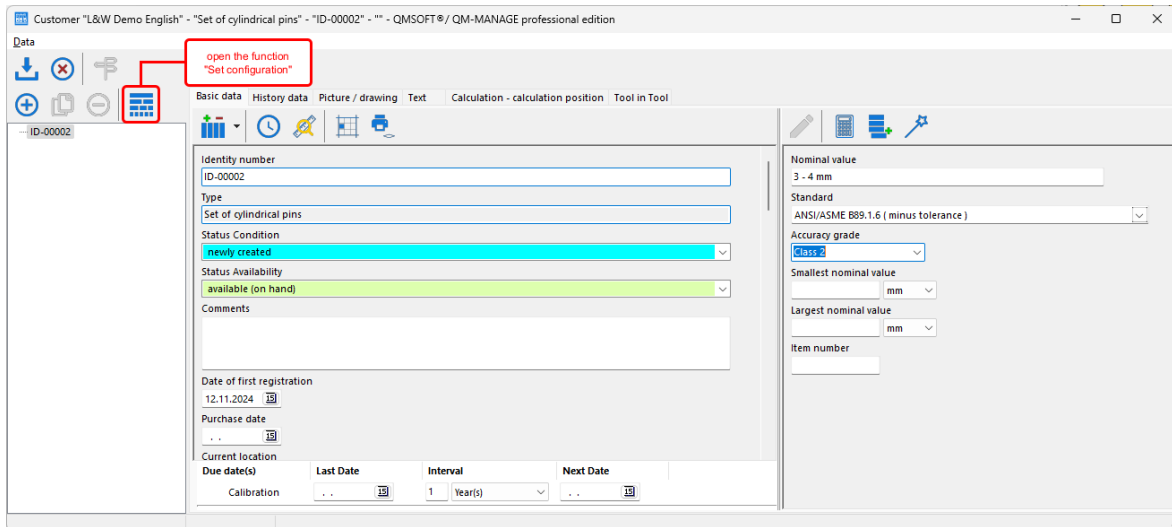 Customer "L&W Demo English" - "Set of cylindrical pins" - "ID-00002" - "" - QMSOFT®/ QM-MANAGE professional edition
Data
open the function
"Set configuration"
ID-00002
Basic data History data Picture / drawing Text Calculation - calculation position Tool in Tool
Identity number
ID-00002
Type
Set of cylindrical pins
Status Condition
newly created
Status Availability
available (on hand)
Comments
Date of first registration
12.11.2024 15
Purchase date
. . 15
Current location
Due date(s) Last Date Interval Next Date
Calibration . . 15 1 Year(s) . . 15
Nominal value
3 - 4 mm
Standard
ANSI/ASME B89.1.6 ( minus tolerance )
Accuracy grade
Class 2
Smallest nominal value
mm
Largest nominal value
mm
Item number